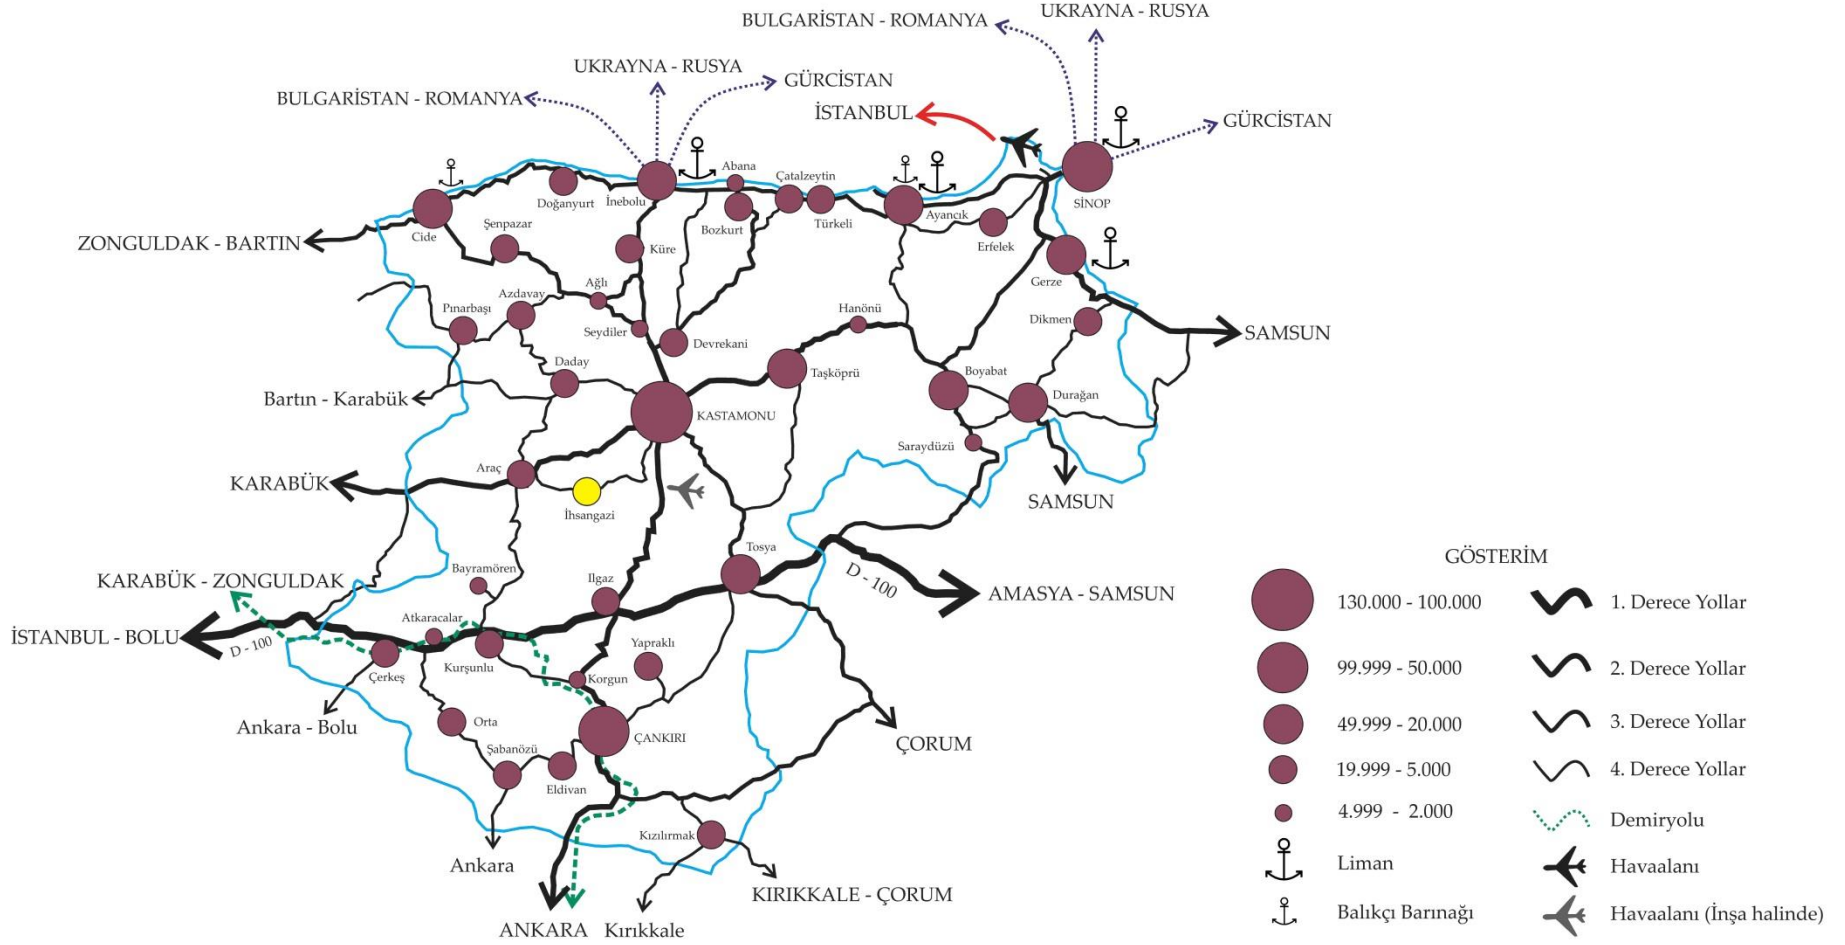 UKRAYNA - RUSYA
BULGARİSTAN - ROMANYA
UKRAYNA - RUSYA
GÜRCİSTAN
BULGARİSTAN - ROMANYA
İSTANBUL
GÜRCİSTAN
Abana
Çatalzeytin
Doğanyurt
İnebolu
SİNOP
Cide
Şenpazar
Bozkurt
Türkeli
Ayancık
Erfelek
ZONGULDAK - BARTIN
Küre
Gerze
Ağlı
Azdavay
Pınarbaşı
Hanönü
Dikmen
Seydiler
Devrekani
SAMSUN
Daday
Taşköprü
Boyabat
Durağan
Bartın - Karabük
KASTAMONU
Saraydüzü
Araç
KARABÜK
SAMSUN
İhsangazi
Tosya
GÖSTERİM
Bayramören
Ilgaz
D - 100
KARABÜK - ZONGULDAK
AMASYA - SAMSUN
130.000 - 100.000
1. Derece Yollar
Atkaracalar
İSTANBUL - BOLU
D - 100
Yapraklı
Kurşunlu
Çerkeş
Korgun
99.999 - 50.000
2. Derece Yollar
Ankara - Bolu
Orta
49.999 - 20.000
3. Derece Yollar
ÇANKIRI
ÇORUM
Şabanözü
Eldivan
19.999 - 5.000
4. Derece Yollar
4.999 - 2.000
Demiryolu
Kızılırmak
Ankara
Liman
Havaalanı
KIRIKKALE - ÇORUM
Balıkçı Barınağı
Havaalanı (İnşa halinde)
ANKARA
Kırıkkale